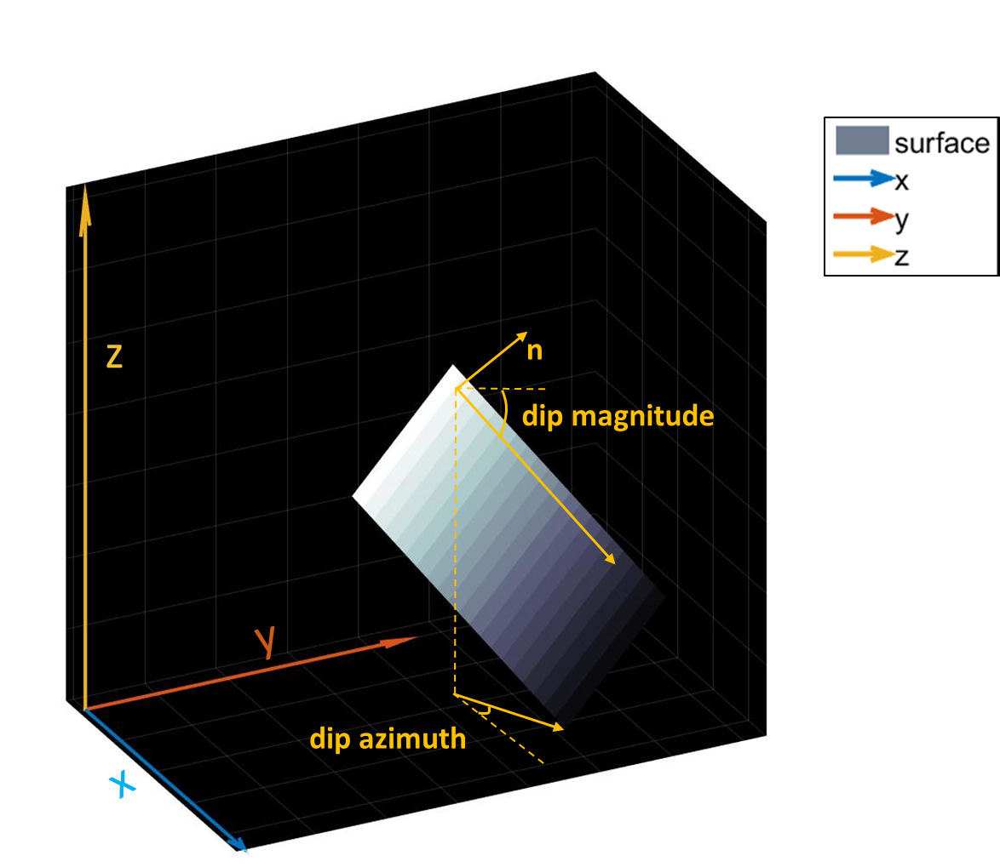 surface
x
y
z
z
n
dip magnitude
y
dip azimuth
x